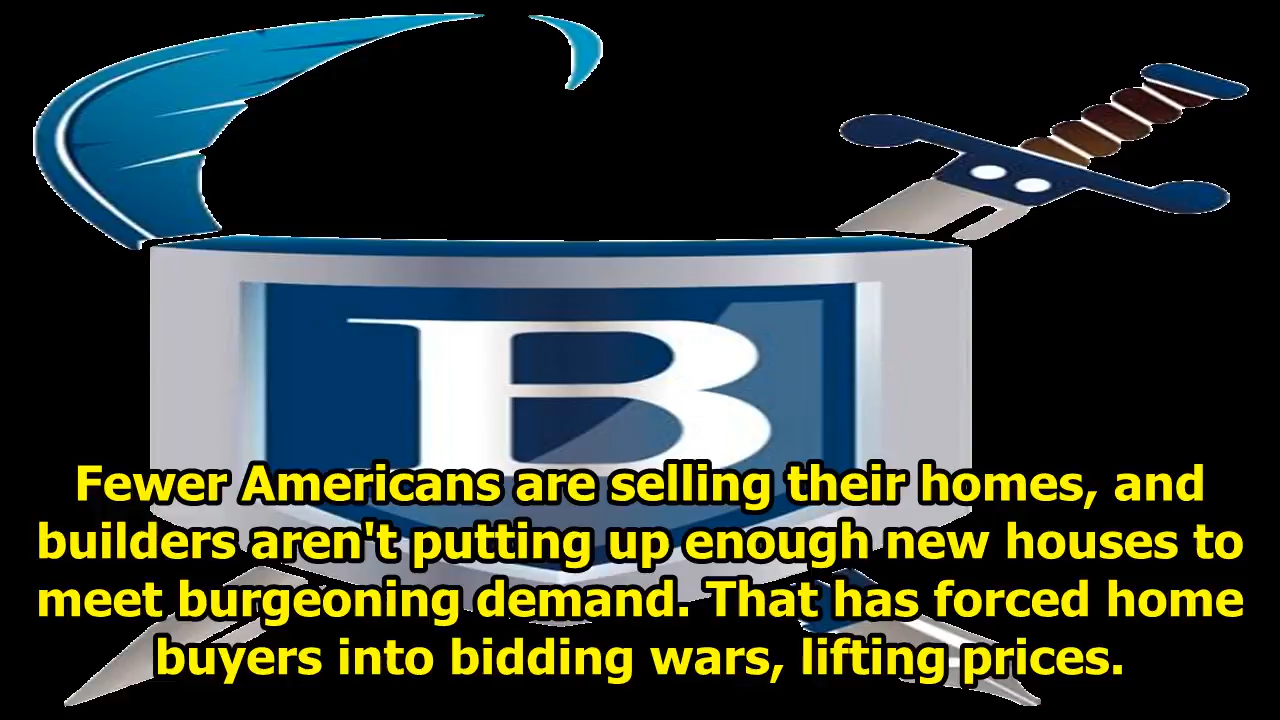 B
Fewer Americans are selling their homes, and
builders aren't putting up enough new houses to
meet burgeoning demand. That has forced home
buyers into bidding wars, lifting prices.